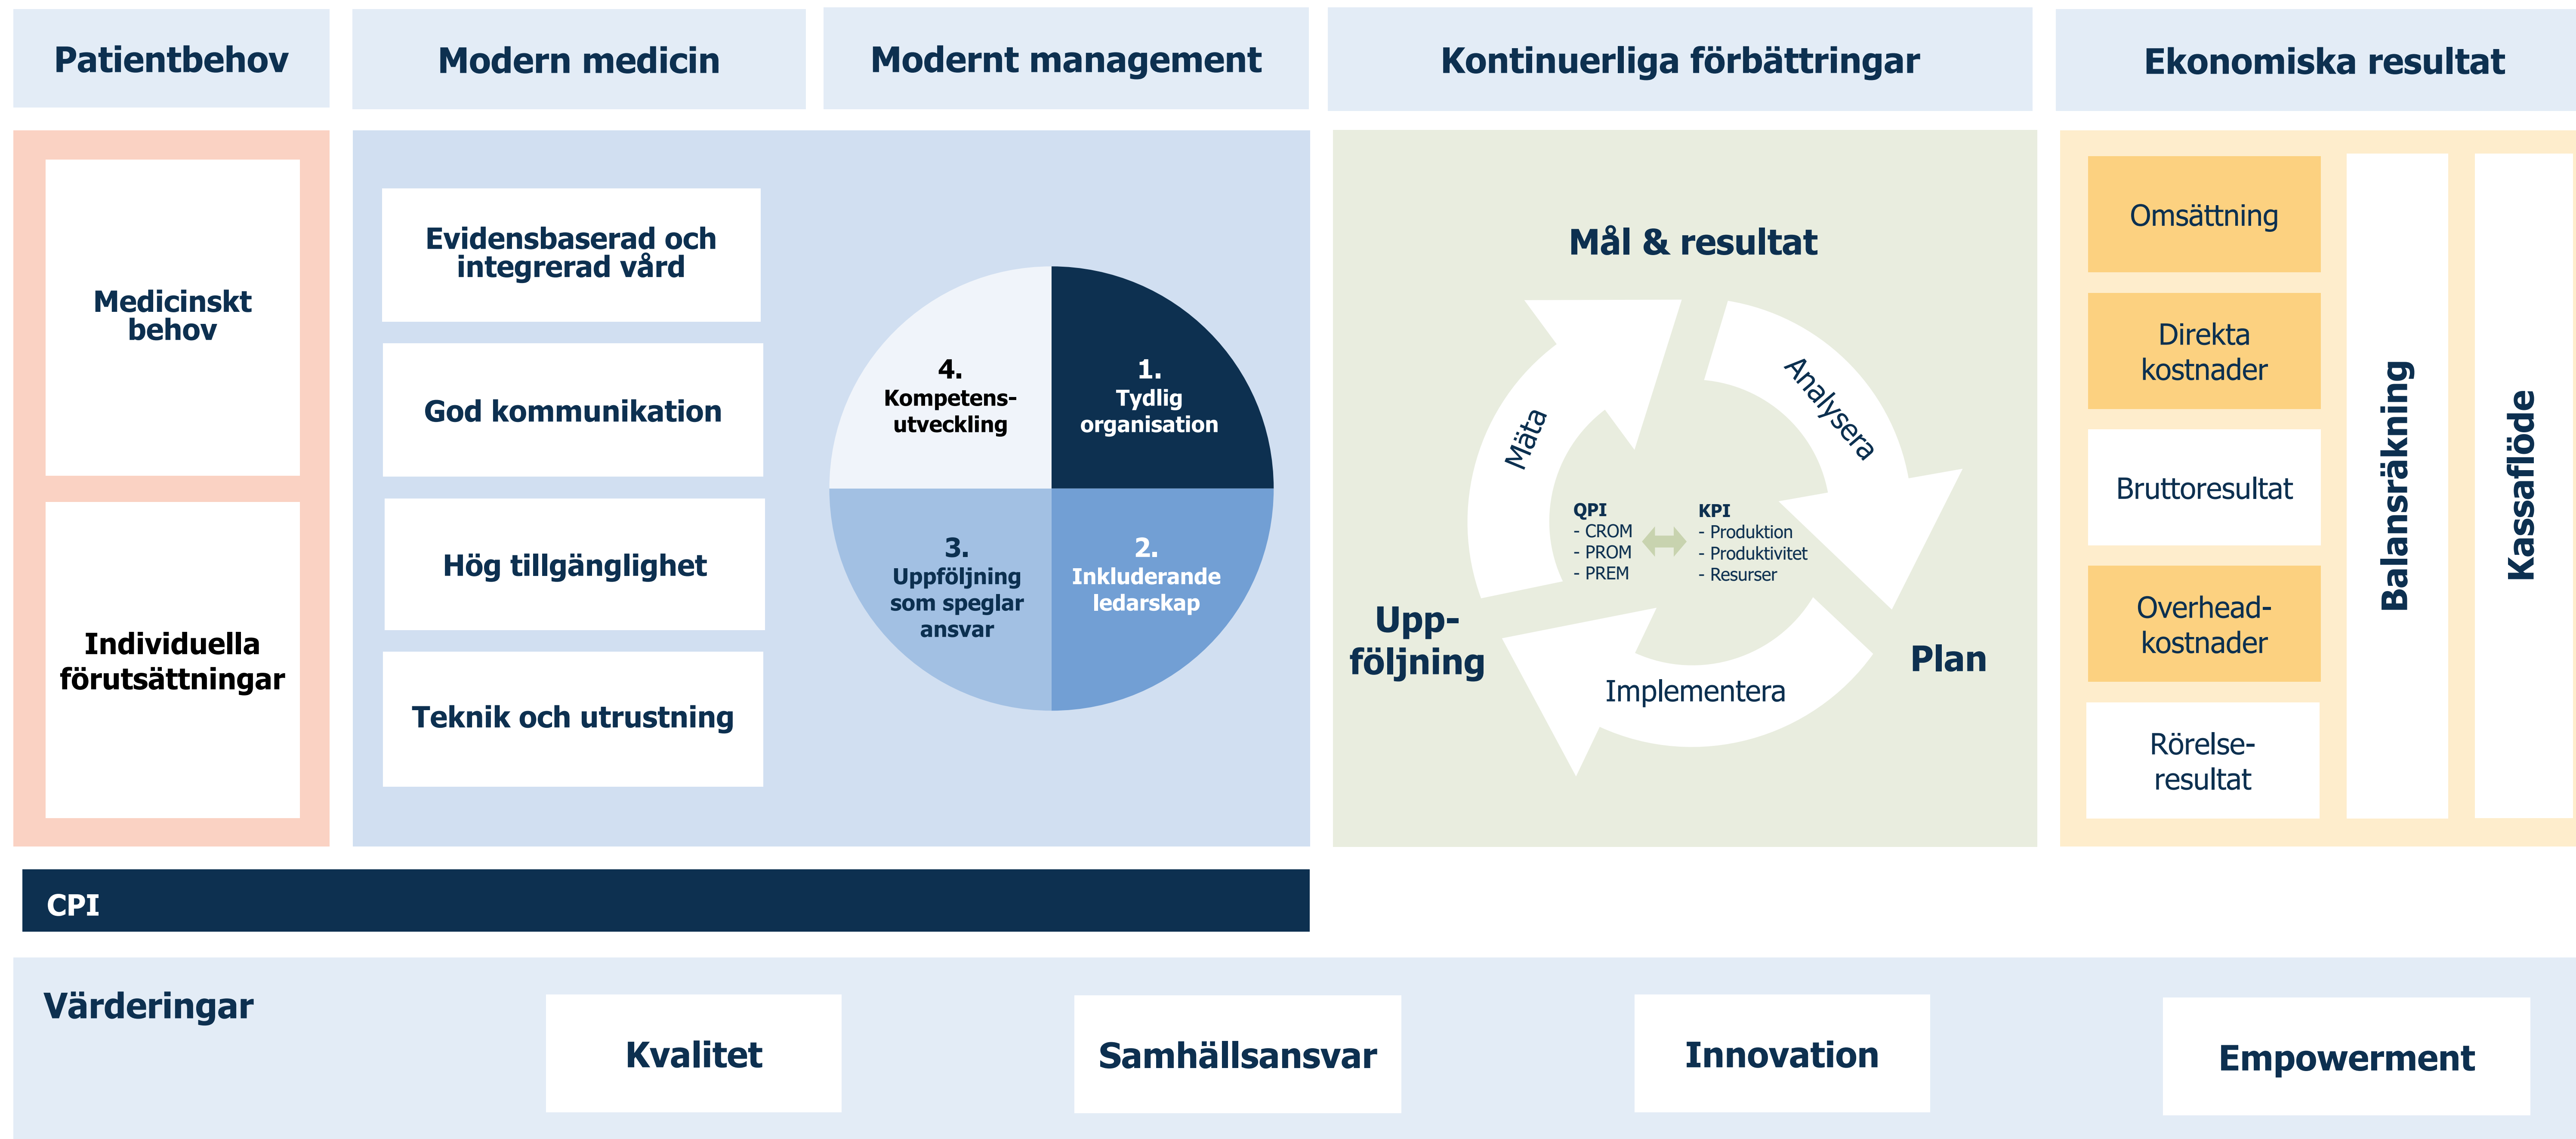 Patientbehov
Modern medicin
Modernt management
Kontinuerliga förbättringar
Ekonomiska resultat
Medicinskt
behov
Individuella
förutsättningar
Evidensbaserad och
integrerad vård
God kommunikation
Hög tillgänglighet
Teknik och utrustning
4.
Kompetens-
utveckling
1.
Tydlig
organisation
3.
Uppföljning
som speglar
ansvar
2.
Inkluderande
ledarskap
Mål & resultat
Mäta
Analysera
QPI
- CROM
- PROM
- PREM
KPI
- Produktion
- Produktivitet
- Resurser
Upp-
följning
Implementera
Plan
Omsättning
Direkta
kostnader
Bruttoresultat
Overhead-
kostnader
Rörelse-
resultat
Balansräkning
Kassaflöde
CPI
Värderingar
Kvalitet
Samhällsansvar
Innovation
Empowerment